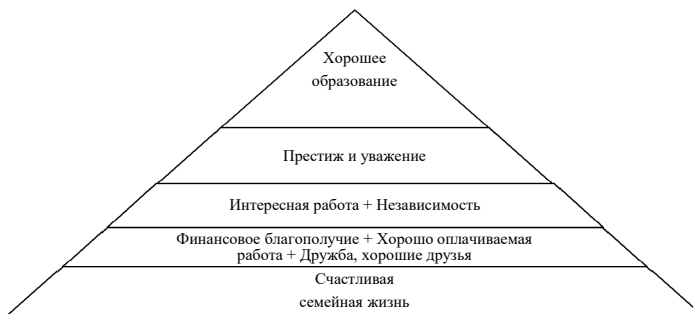 Хорошее
образование
Престиж и уважение
Интересная работа + Независимость
Финансовое благополучие + Хорошо оплачиваемая
работа + Дружба, хорошие друзья
Счастливая
семейная жизнь